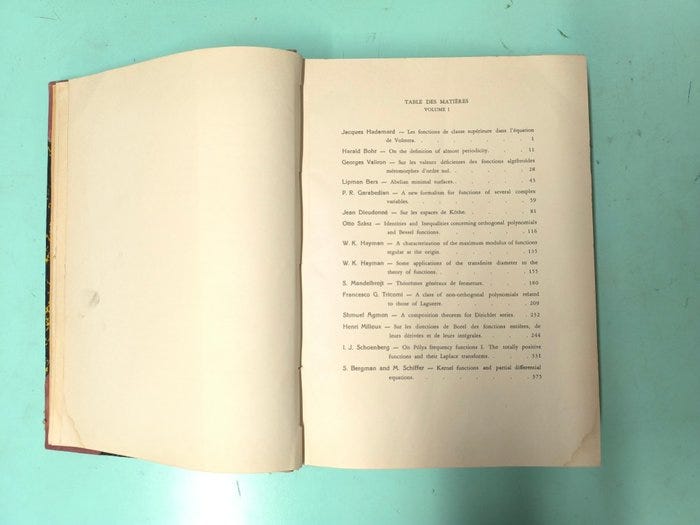 TABLE DES MATIÈRES
VOLUME I
Jacques Hadamard — Les fonctions de classe supérieure dans l'équation
de Volterra. . . . . . . . . . 1
Harald Bohr — On the definition of almost periodicity. . . . . 11
Georges Valiron — Sur les valeurs déficientes des fonctions algébroïdes
méromorphes d'ordre nul. . . . . . . 28
Lipman Bers — Abelian minimal surfaces. . . . . . . 43
P. R. Garabedian — A new formalism for functions of several complex
variables. . . . . . . . . . 59
Jean Dieudonné — Sur les espaces de Köthe. . . . . . 81
Otto Szász — Identities and Inequalities concerning orthogonal polynomials
and Bessel functions. . . . . . . . 116
W. K. Hayman — A characterization of the maximum modulus of functions
regular at the origin. . . . . . . . 135
W. K. Hayman — Some applications of the transfinite diameter to the
theory of functions. . . . . . . . 155
S. Mandelbrojt — Théorèmes généraux de fermeture. . . . . 180
Francesco G. Tricomi — A class of non-orthogonal polynomials related
to those of Laguerre. . . . . . . . 209
Shmuel Agmon — A composition theorem for Dirichlet series. . . 232
Henri Milloux — Sur les directions de Borel des fonctions entières, de
leurs dérivées et de leurs intégrales. . . . . 244
I. J. Schoenberg — On Pólya frequency functions I. The totally positive
functions and their Laplace transforms. . . . . 331
S. Bergman and M. Schiffer — Kernel functions and partial differential
equations. . . . . . . . . . 375